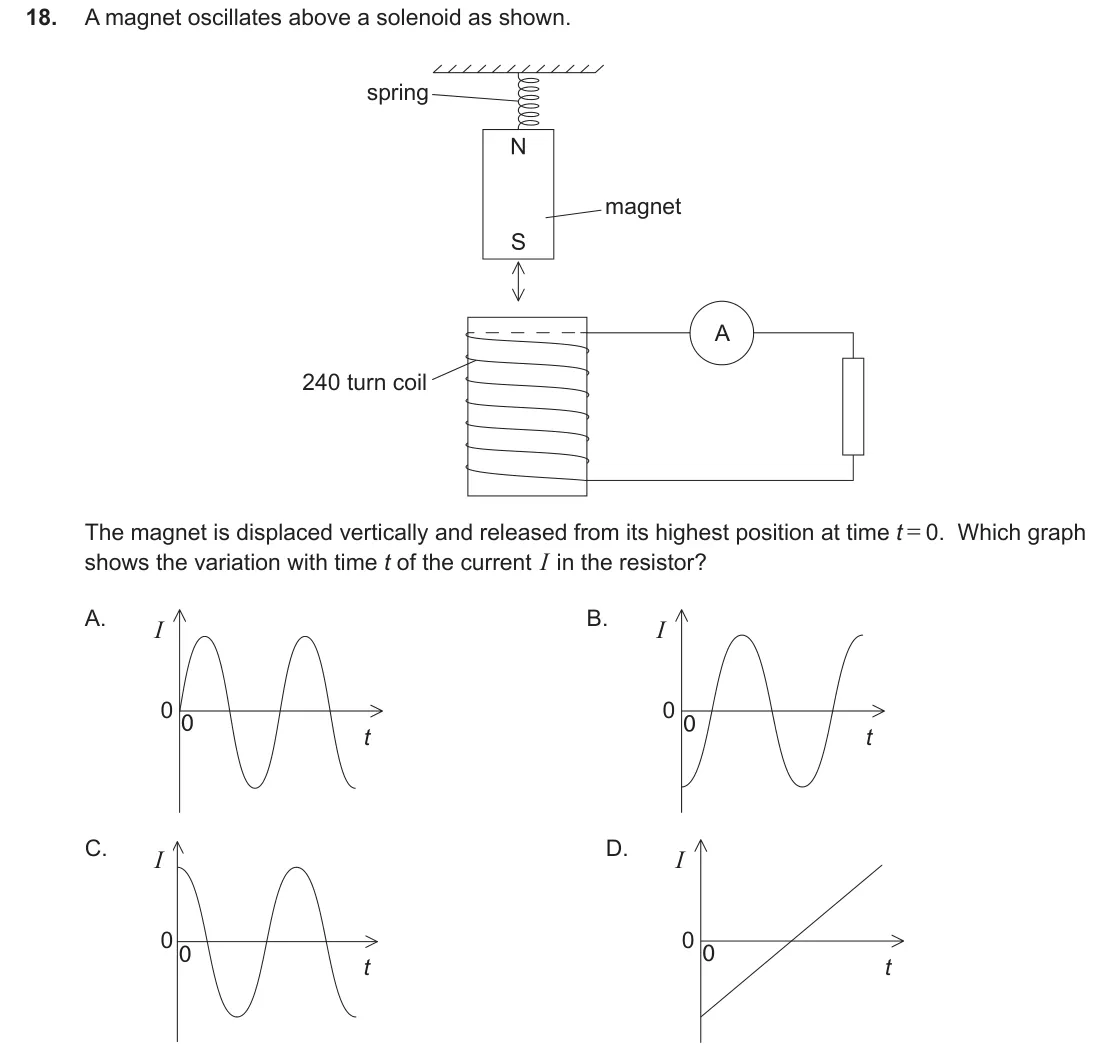 18. A magnet oscillates above a solenoid as shown.
spring
N
magnet
S
A
240 turn coil
The magnet is displaced vertically and released from its highest position at time t = 0. Which graph
shows the variation with time t of the current I in the resistor?
A.
I
0
0
t
B.
I
0
0
t
C.
I
0
0
t
D.
I
0
0
t